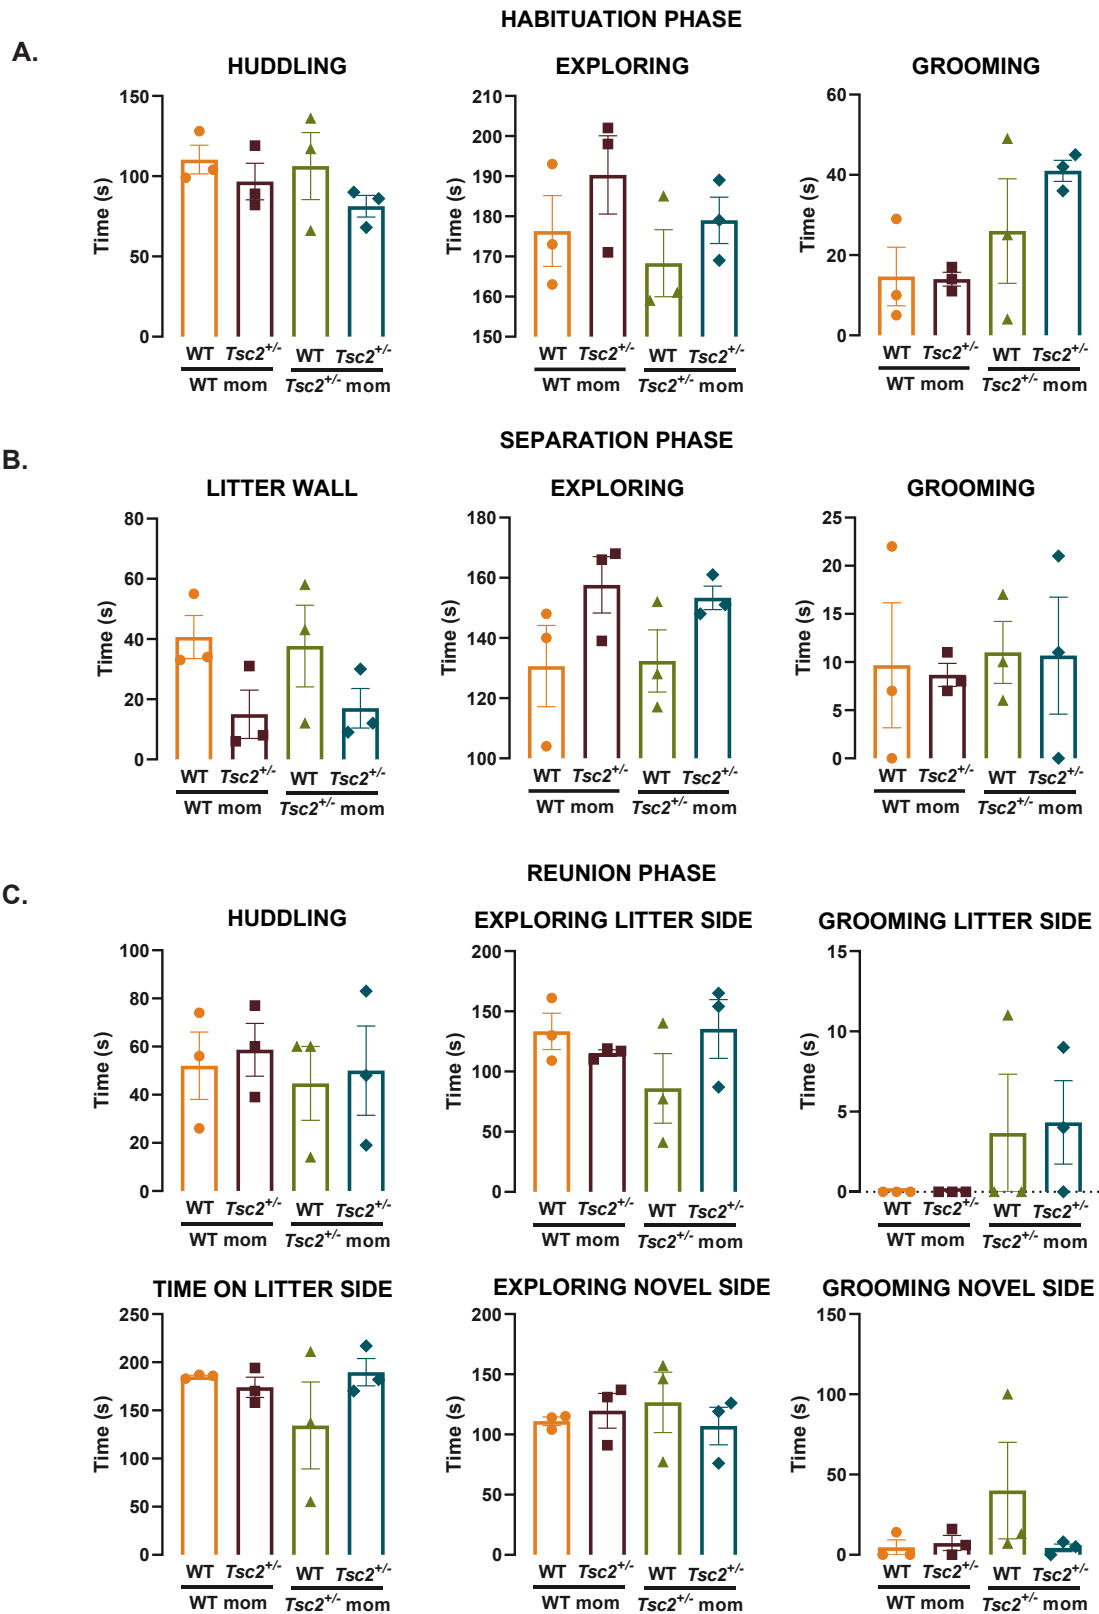 HABITUATION PHASE
A.
HUDDLING
EXPLORING
GROOMING
Time (s)
150
100
50
0
WT Tsc2+/- WT Tsc2+/-
WT mom Tsc2+/- mom
Time (s)
210
200
190
180
170
160
150
WT Tsc2+/- WT Tsc2+/-
WT mom Tsc2+/- mom
Time (s)
60
40
20
0
WT Tsc2+/- WT Tsc2+/-
WT mom Tsc2+/- mom
SEPARATION PHASE
B.
LITTER WALL
EXPLORING
GROOMING
Time (s)
80
60
40
20
0
WT Tsc2+/- WT Tsc2+/-
WT mom Tsc2+/- mom
Time (s)
180
160
140
120
100
WT Tsc2+/- WT Tsc2+/-
WT mom Tsc2+/- mom
Time (s)
25
20
15
10
5
0
WT Tsc2+/- WT Tsc2+/-
WT mom Tsc2+/- mom
REUNION PHASE
C.
HUDDLING
EXPLORING LITTER SIDE
GROOMING LITTER SIDE
Time (s)
100
80
60
40
20
0
WT Tsc2+/- WT Tsc2+/-
WT mom Tsc2+/- mom
Time (s)
200
150
100
50
0
WT Tsc2+/- WT Tsc2+/-
WT mom Tsc2+/- mom
Time (s)
15
10
5
0
WT Tsc2+/- WT Tsc2+/-
WT mom Tsc2+/- mom
TIME ON LITTER SIDE
EXPLORING NOVEL SIDE
GROOMING NOVEL SIDE
Time (s)
250
200
150
100
50
0
WT Tsc2+/- WT Tsc2+/-
WT mom Tsc2+/- mom
Time (s)
200
150
100
50
0
WT Tsc2+/- WT Tsc2+/-
WT mom Tsc2+/- mom
Time (s)
150
100
50
0
WT Tsc2+/- WT Tsc2+/-
WT mom Tsc2+/- mom